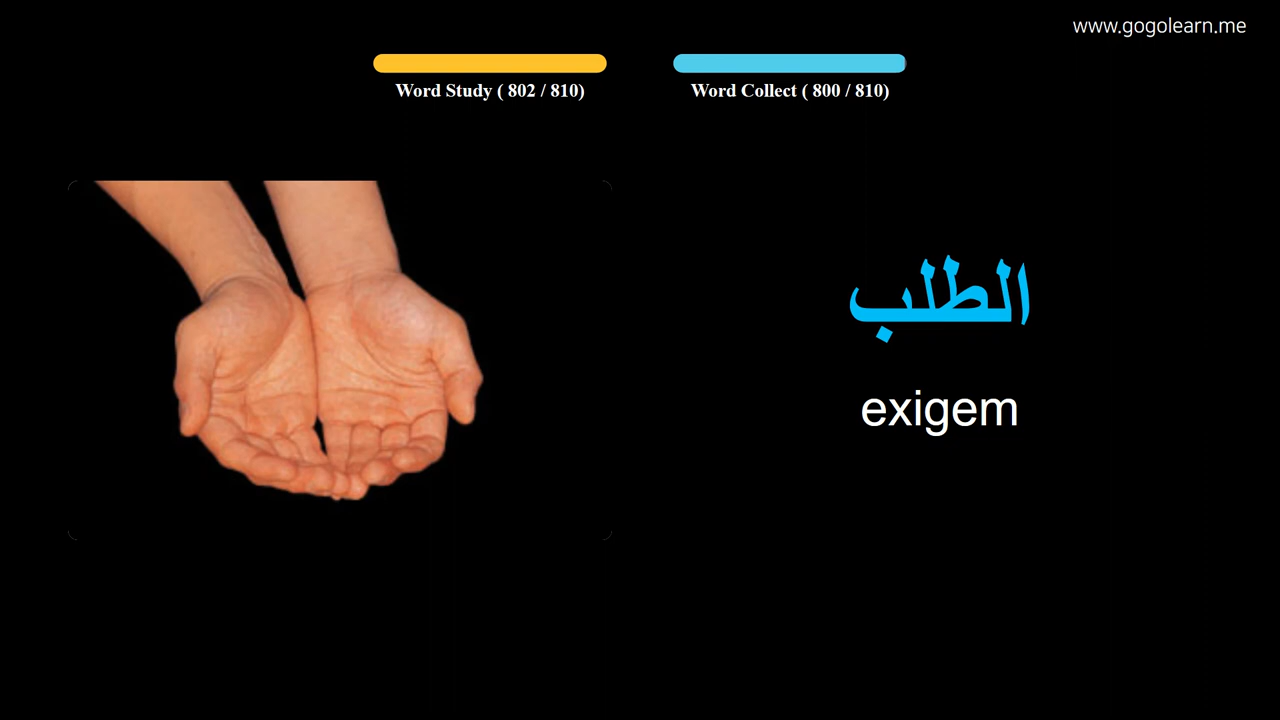 www.gogolearn.me
Word Study ( 802 / 810)
Word Collect ( 800 / 810)
الطلب
exigem